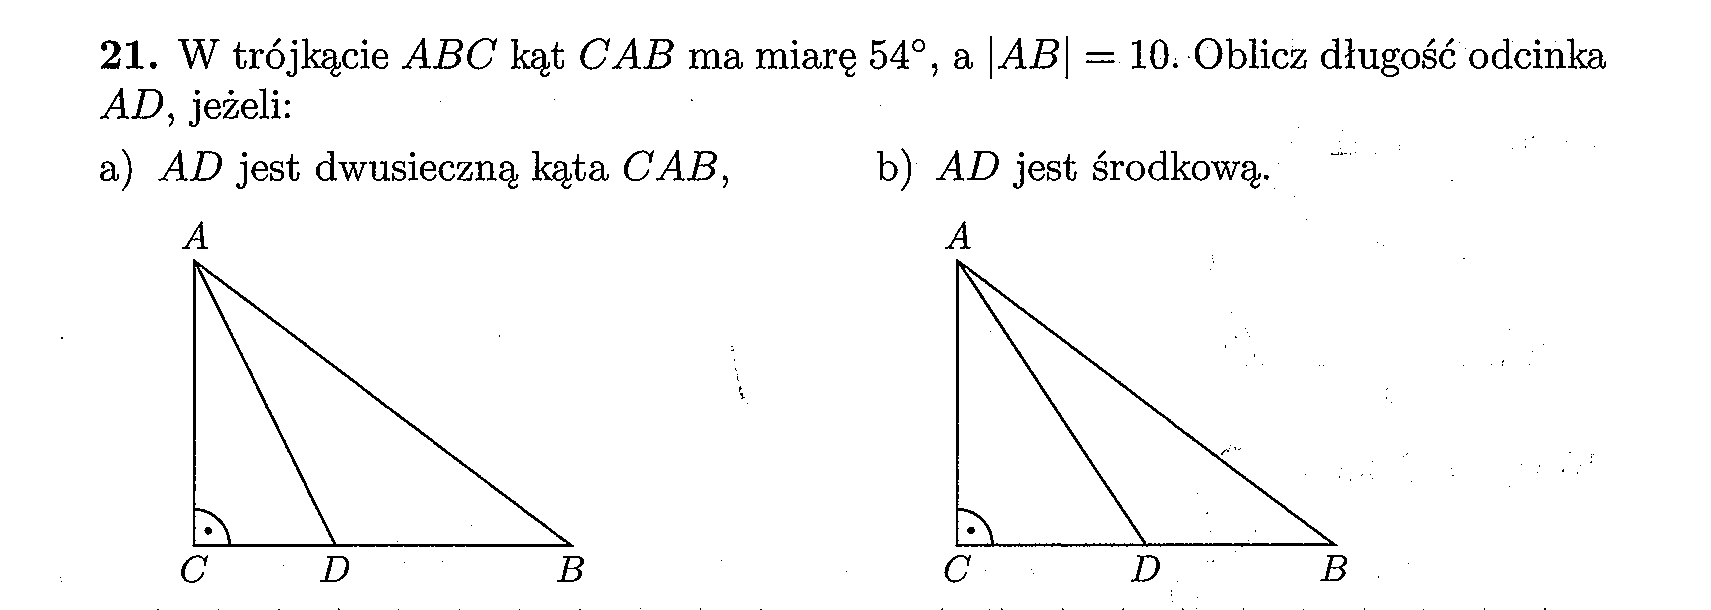 21. W trójkącie ABC kąt CAB ma miarę 54°, a |AB| = 10. Oblicz długość odcinka
AD, jeżeli:
a) AD jest dwusieczną kąta CAB,
b) AD jest środkową.
A
A
C D B
C D B